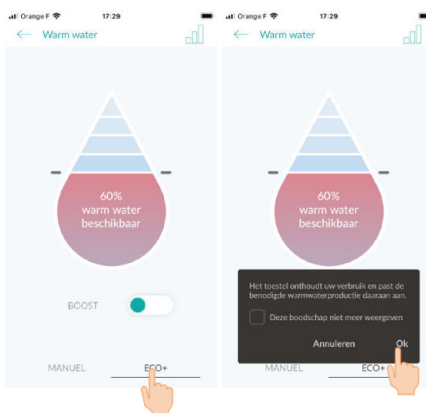 Orange F 17:29
← Warm water
60%
warm water
beschikbaar
BOOST
MANUEL ECO+
Orange F 17:29
← Warm water
60%
warm water
beschikbaar
Het toestel onthoudt uw verbruik en past de
benodigde warmwaterproductie daaraan aan.
Deze boodschap niet meer weergeven
Annuleren Ok
MANUEL ECO+